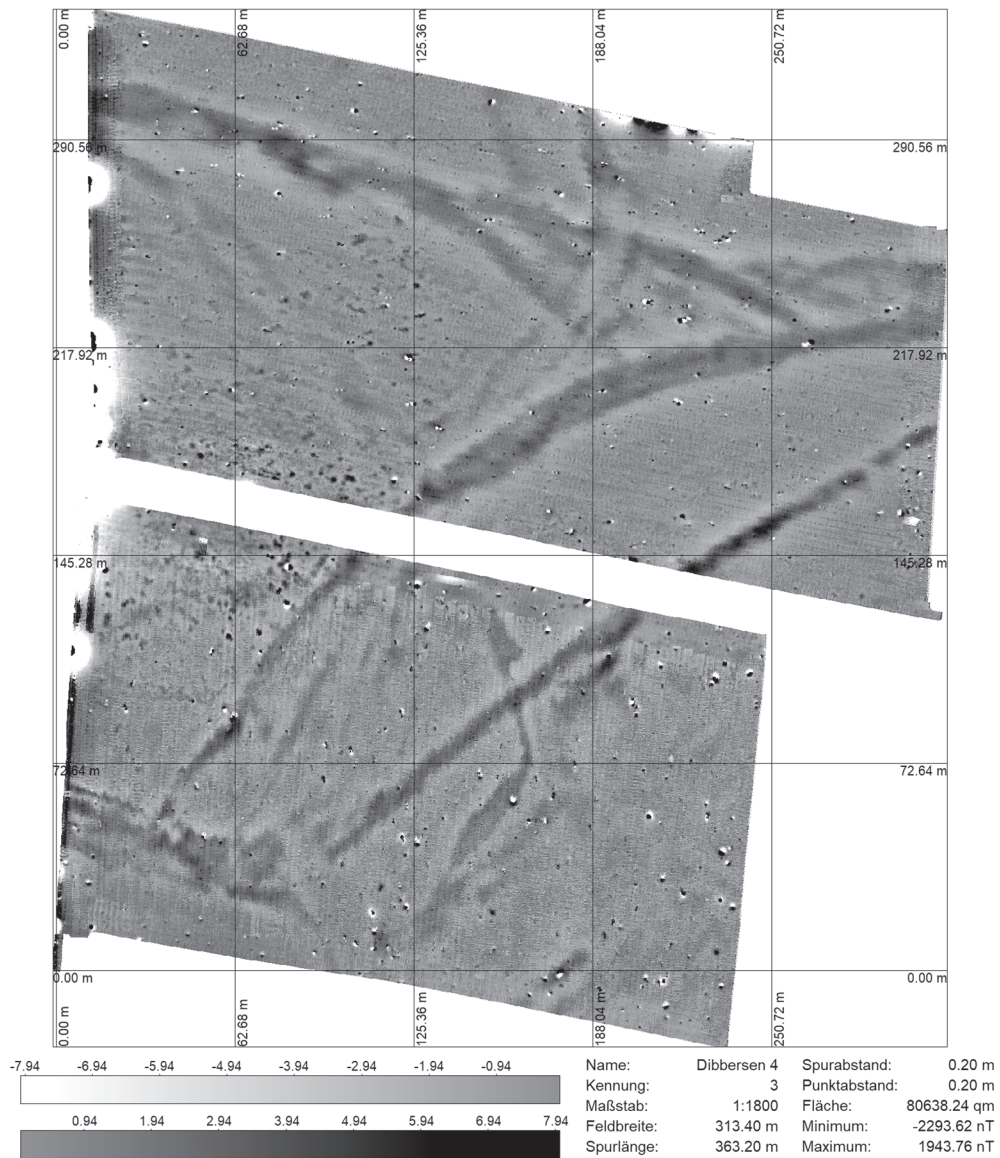 0.00 m
62.68 m
125.36 m
188.04 m
250.72 m
290.56 m
290.56 m
217.92 m
217.92 m
145.28 m
145.28 m
72.64 m
72.64 m
0.00 m
0.00 m
0.00 m
62.68 m
125.36 m
188.04 m
250.72 m
-7.94 -6.94 -5.94 -4.94 -3.94 -2.94 -1.94 -0.94
0.94 1.94 2.94 3.94 4.94 5.94 6.94 7.94
Name: Dibbersen 4 Spurabstand: 0.20 m
Kennung: 3 Punktabstand: 0.20 m
Maßstab: 1:1800 Fläche: 80638.24 qm
Feldbreite: 313.40 m Minimum: -2293.62 nT
Spurlänge: 363.20 m Maximum: 1943.76 nT